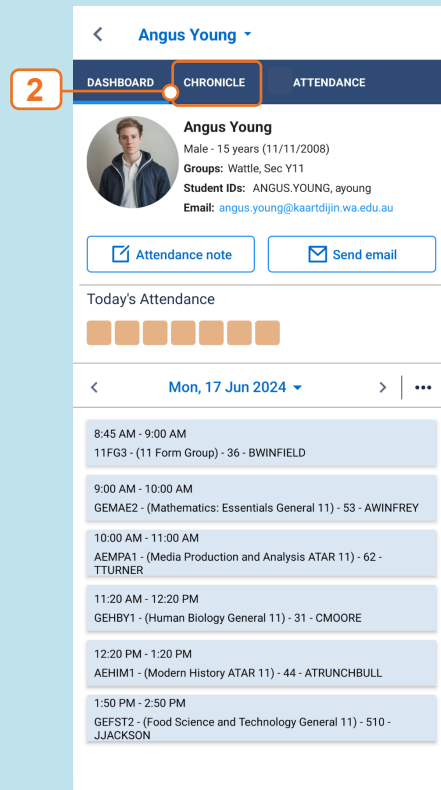 Angus Young
2
DASHBOARD CHRONICLE ATTENDANCE
Angus Young
Male - 15 years (11/11/2008)
Groups: Wattle, Sec Y11
Student IDs: ANGUS.YOUNG, ayoung
Email: angus.young@kaartdijin.wa.edu.au
Attendance note Send email
Today's Attendance
Mon, 17 Jun 2024
8:45 AM - 9:00 AM
11FG3 - (11 Form Group) - 36 - BWINFIELD
9:00 AM - 10:00 AM
GEMAE2 - (Mathematics: Essentials General 11) - 53 - AWINFREY
10:00 AM - 11:00 AM
AEMPA1 - (Media Production and Analysis ATAR 11) - 62 -
TTURNER
11:20 AM - 12:20 PM
GEHBY1 - (Human Biology General 11) - 31 - CMOORE
12:20 PM - 1:20 PM
AEHIM1 - (Modern History ATAR 11) - 44 - ATRUNCHBULL
1:50 PM - 2:50 PM
GEFST2 - (Food Science and Technology General 11) - 510 -
JJACKSON